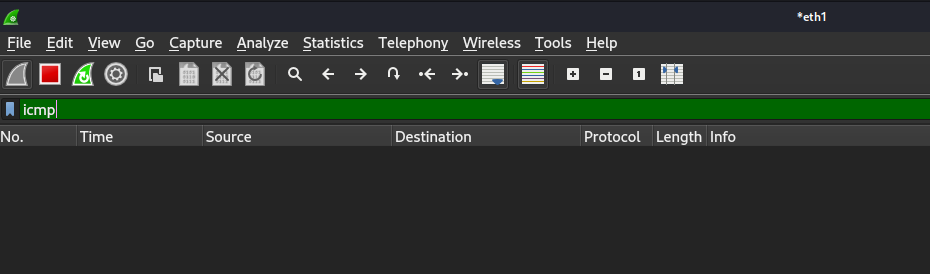 *eth1
File Edit View Go Capture Analyze Statistics Telephony Wireless Tools Help
1
icmp
No. Time Source Destination Protocol Length Info